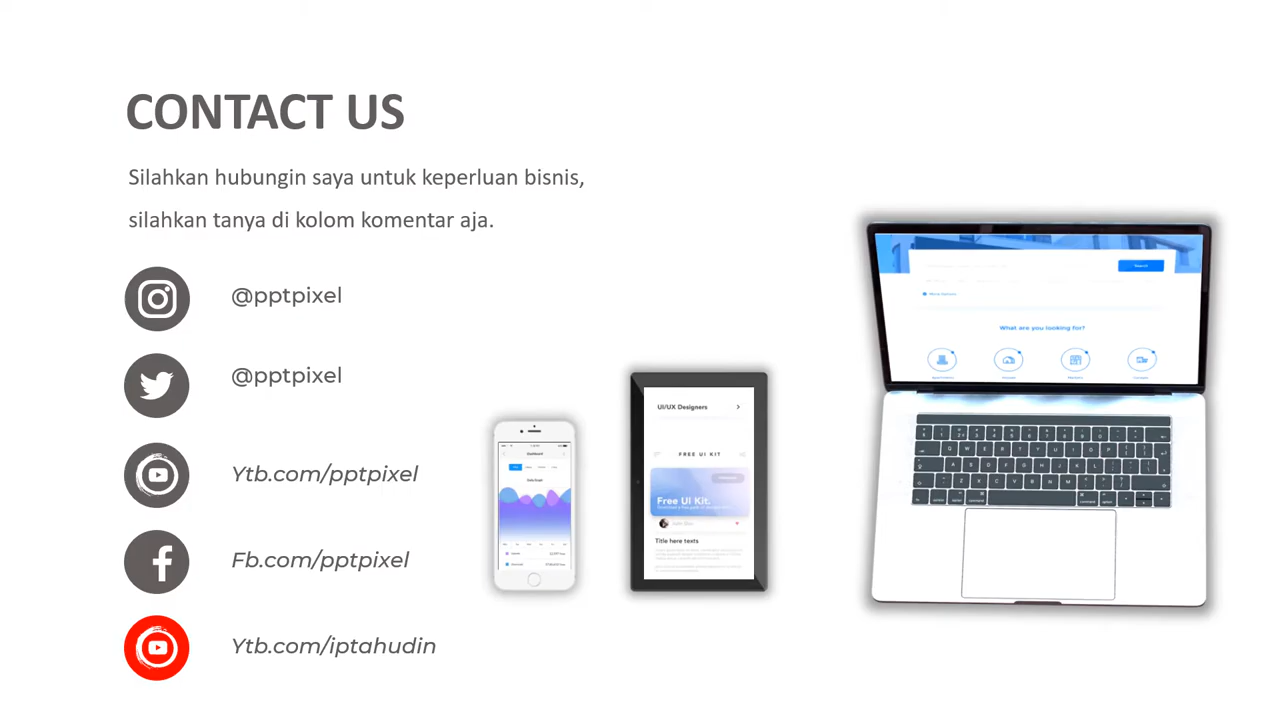 CONTACT US
Silahkan hubungin saya untuk keperluan bisnis,
silahkan tanya di kolom komentar aja.
@pptpixel
@pptpixel
Ytb.com/pptpixel
Fb.com/pptpixel
Ytb.com/iptahudin
Dashboard
UI/UX Designers
FREE UI KIT
Free UI Kit.
Title here texts
What are you looking for?